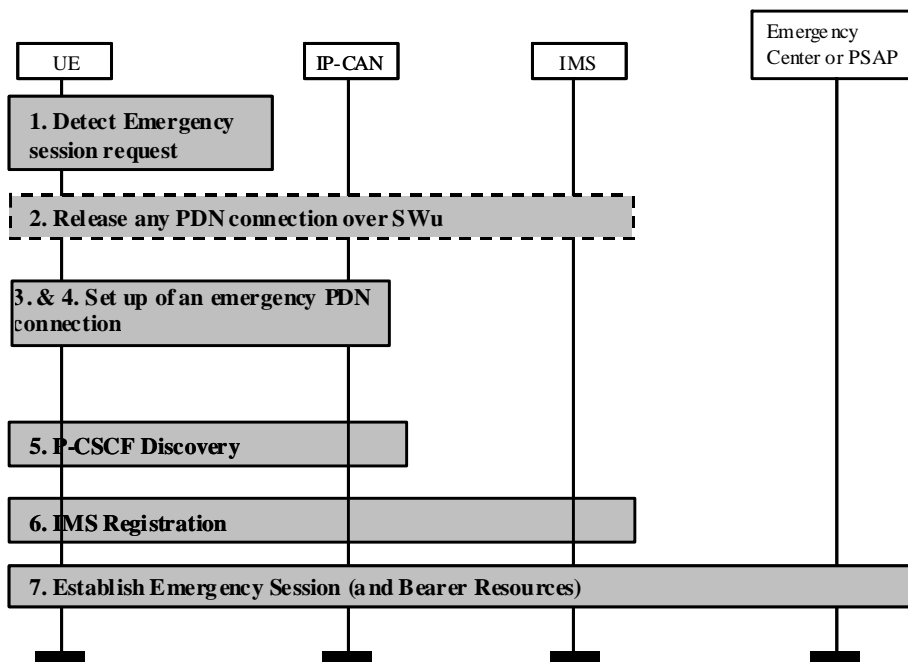 Emergency
Center or PSAP
UE
IP-CAN
IMS
1. Detect Emergency
session request
2. Release any PDN connection over SWu
3. & 4. Set up of an emergency PDN
connection
5. P-CSCF Discovery
6. IMS Registration
7. Establish Emergency Session (and Bearer Resources)